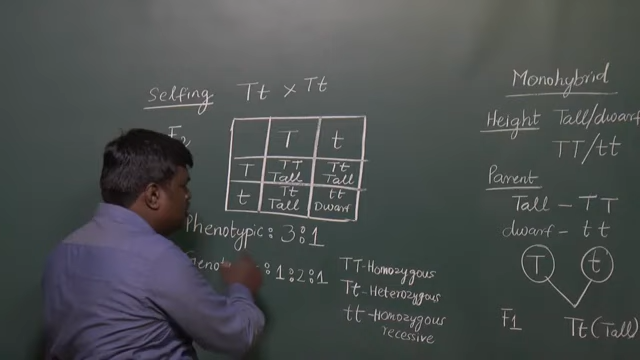 Selfing Tt × Tt
F2
T t
T TT Tall Tt Tall
t Tt Tall tt Dwarf
Phenotypic: 3:1
:1:2:1
TT-Homozygous
Tt-Heterozygous
tt-Homozygous
recessive
Monohybrid
Height Tall/dwarf
TT/tt
Parent
Tall - TT
dwarf - tt
T t
F1 Tt (Tall)